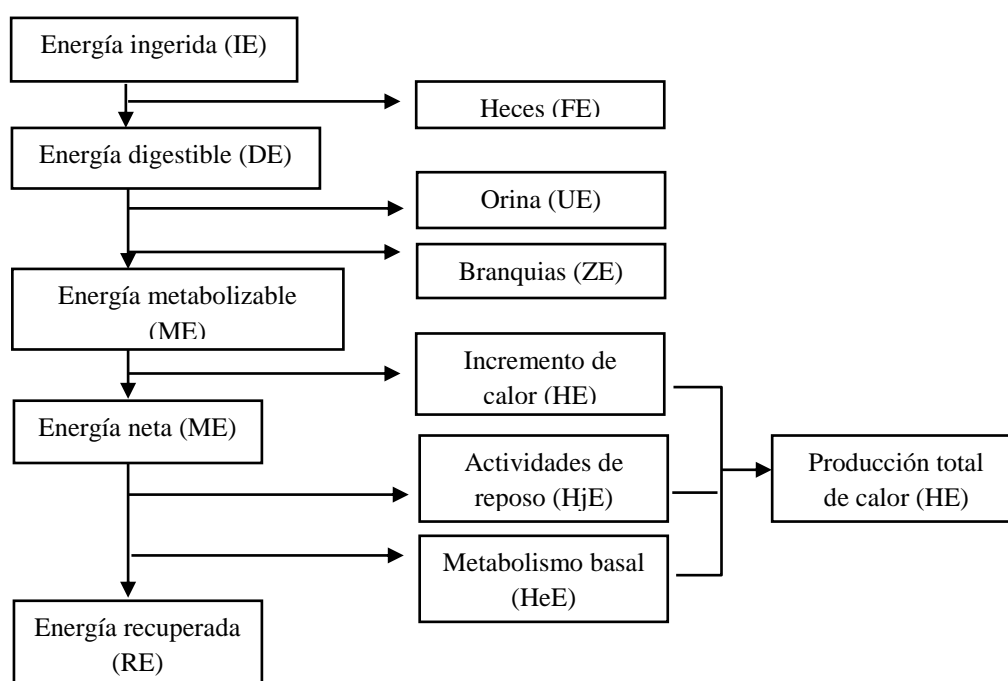 Energía ingerida (IE)
Heces (FE)
Energía digestible (DE)
Orina (UE)
Branquias (ZE)
Energía metabolizable
(ME)
Incremento de
calor (HE)
Energía neta (ME)
Actividades de
reposo (HjE)
Producción total
de calor (HE)
Metabolismo basal
(HeE)
Energía recuperada
(RE)